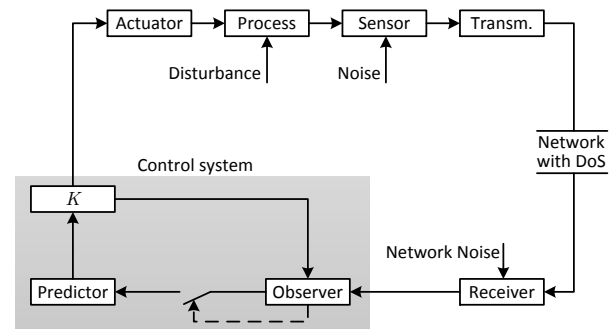 Actuator
Process
Sensor
Transm.
Disturbance
Noise
Network
with DoS
Control system
K
Network Noise
Predictor
Observer
Receiver